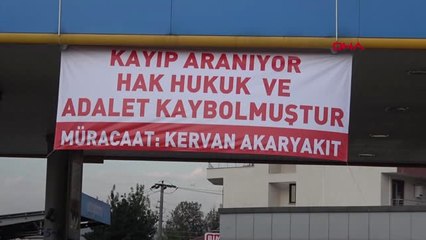 KAYIP ARANIYOR
HAK HUKUK VE
ADALET KAYBOLMUŞTUR
MÜRACAAT: KERVAN AKARYAKIT